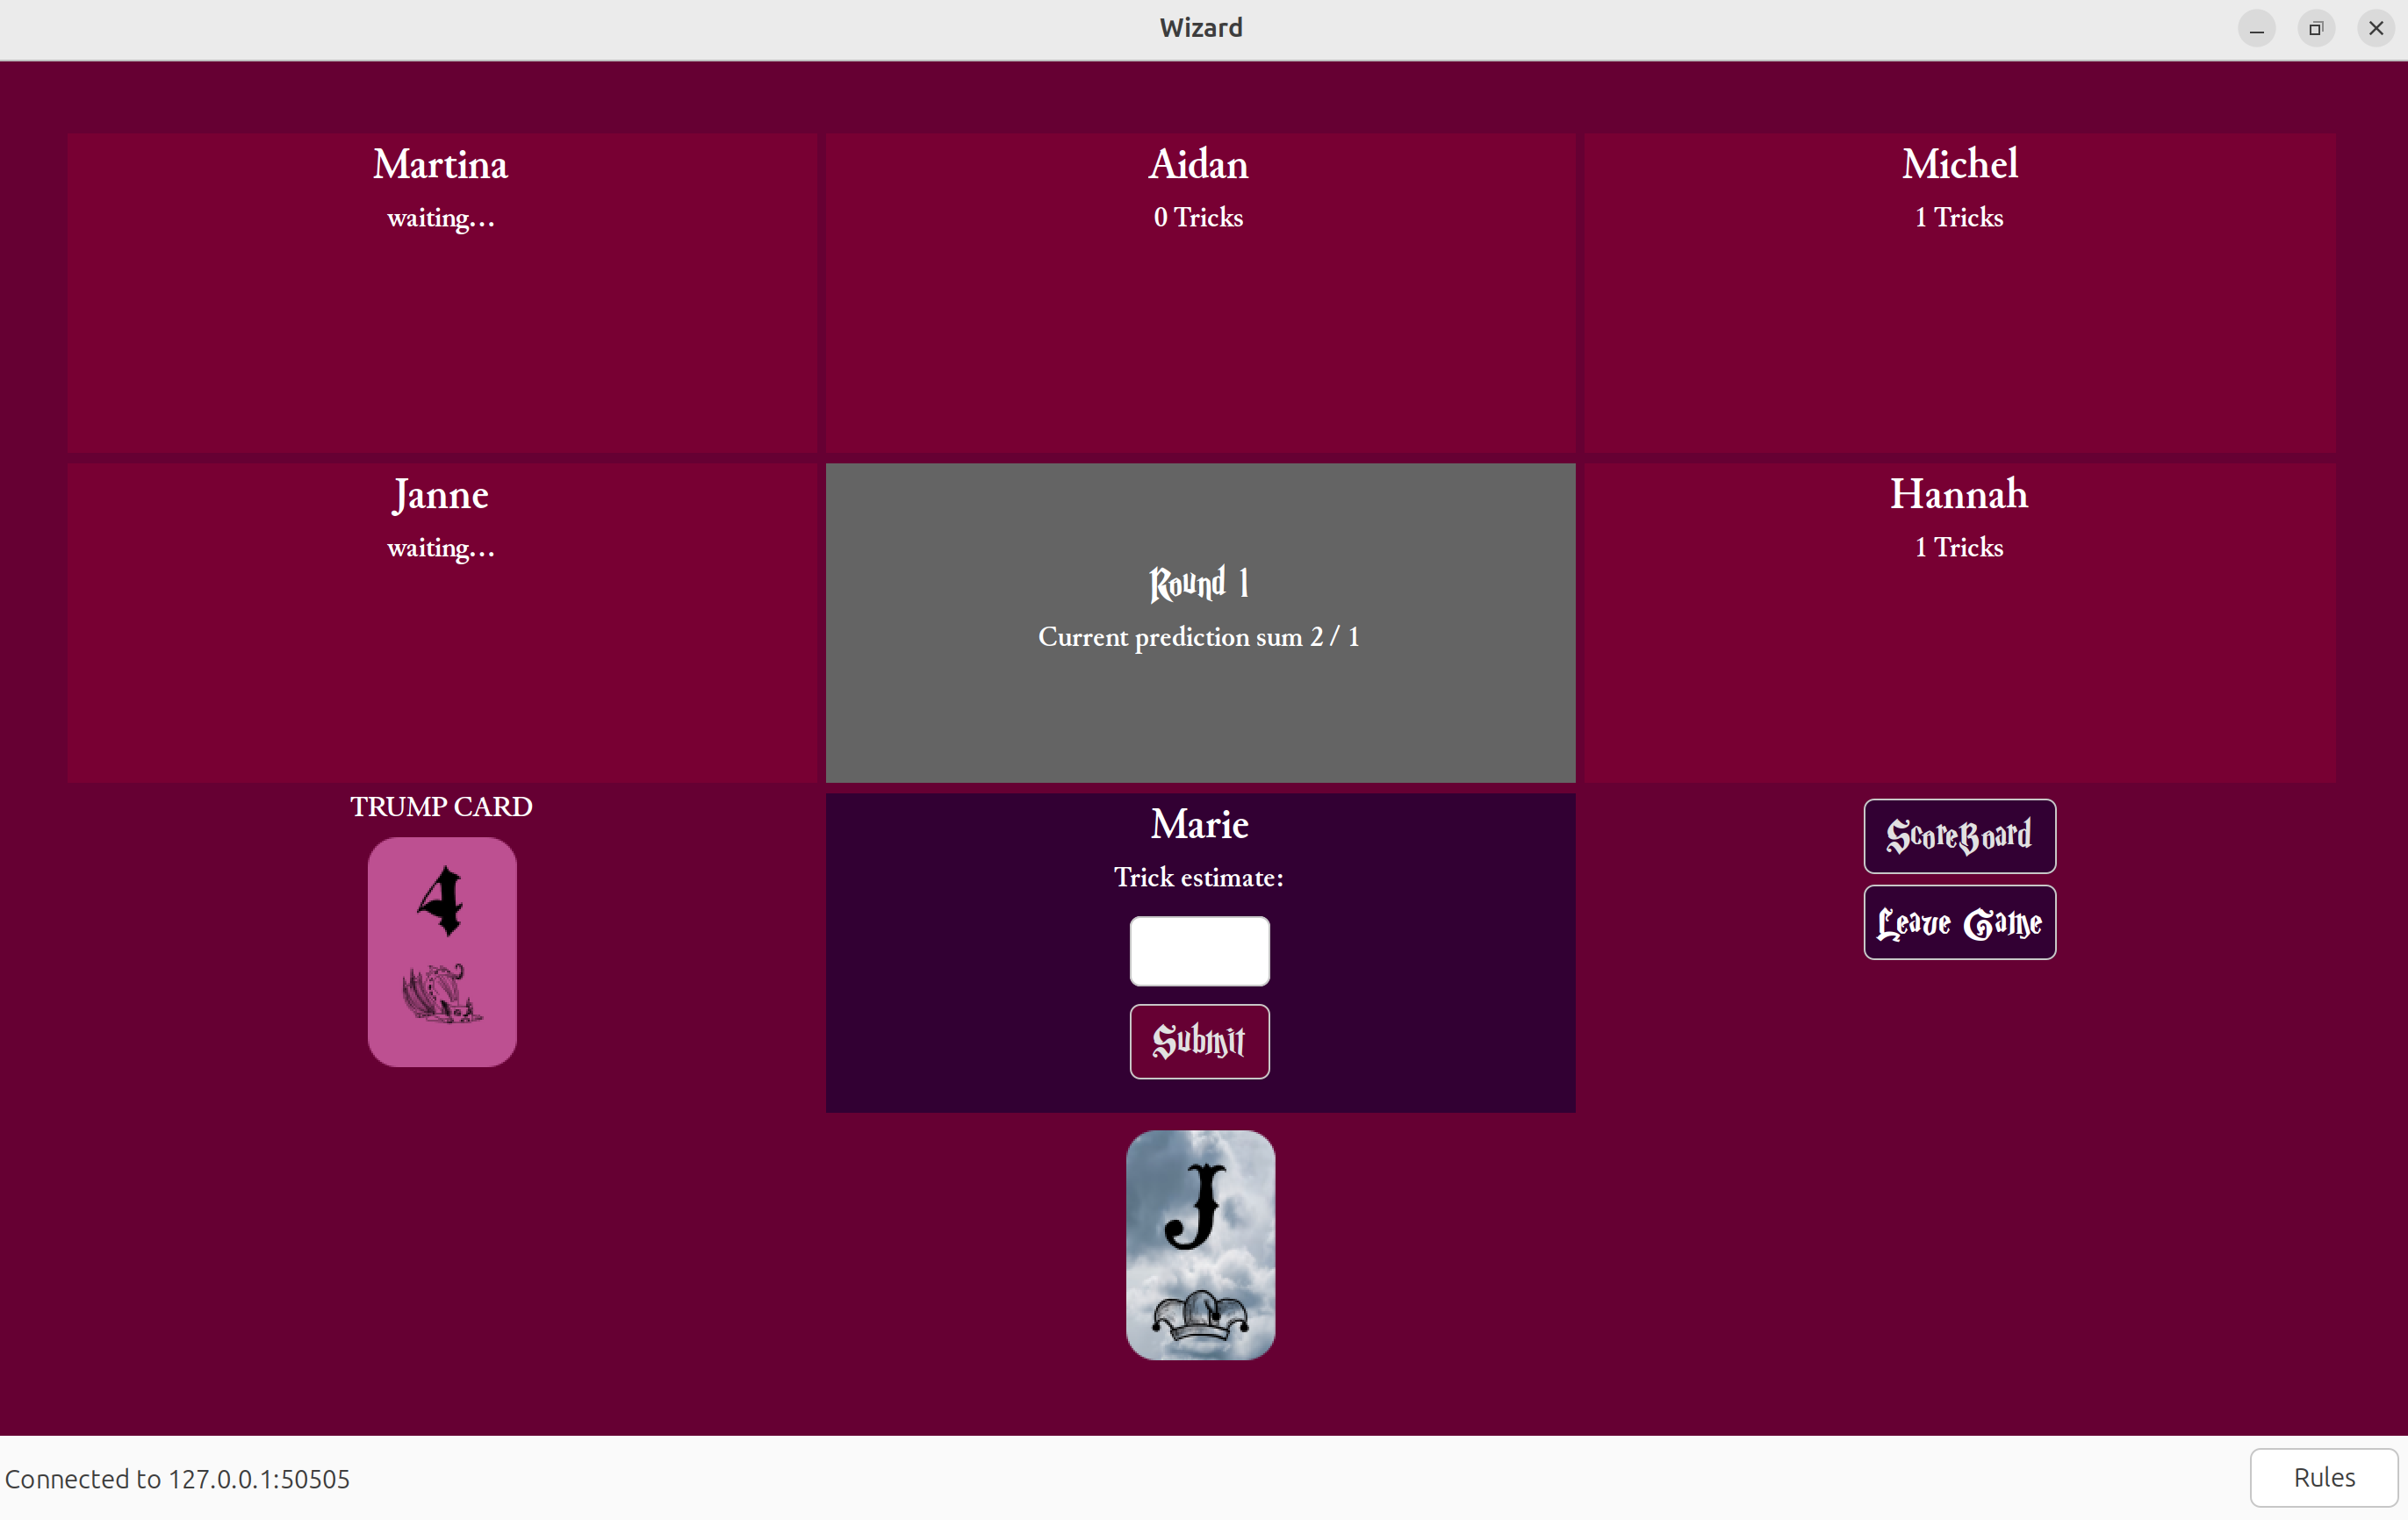 Wizard
Martina
waiting...
Aidan
0 Tricks
Michel
1 Tricks
Janne
waiting...
Round 1
Current prediction sum 2 / 1
Hannah
1 Tricks
TRUMP CARD
4
Marie
Trick estimate:
Submit
ScoreBoard
Leave Game
J
Connected to 127.0.0.1:50505
Rules